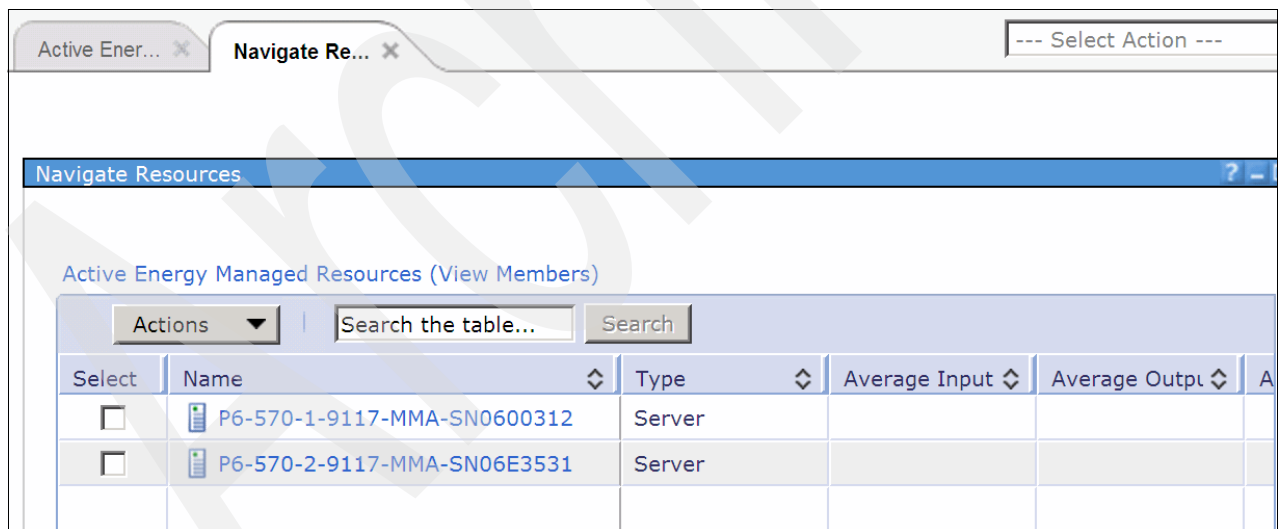 Active Ener... Navigate Re... --- Select Action ---
Navigate Resources ?
Active Energy Managed Resources (View Members)
Actions Search the table... Search
Select Name Type Average Input Average Outpu A
P6-570-1-9117-MMA-SN0600312 Server
P6-570-2-9117-MMA-SN06E3531 Server